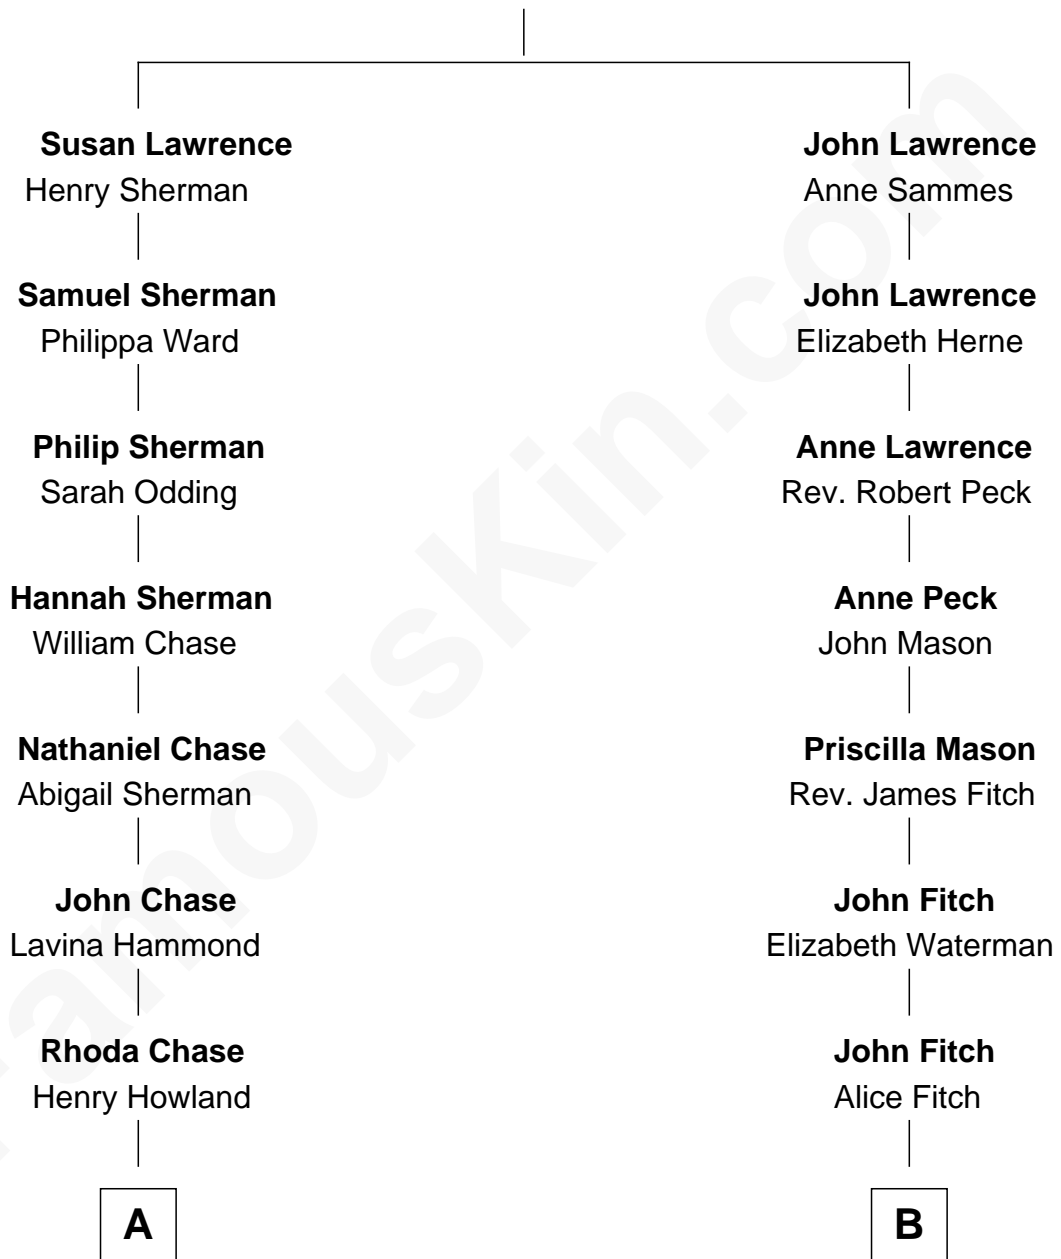 Susan Lawrence
Henry Sherman
Samuel Sherman
Philippa Ward
Philip Sherman
Sarah Odding
Hannah Sherman
William Chase
Nathaniel Chase
Abigail Sherman
John Chase
Lavina Hammond
Rhoda Chase
Henry Howland
A
John Lawrence
Anne Sammes
John Lawrence
Elizabeth Herne
Anne Lawrence
Rev. Robert Peck
Anne Peck
John Mason
Priscilla Mason
Rev. James Fitch
John Fitch
Elizabeth Waterman
John Fitch
Alice Fitch
B
FamousKin.com